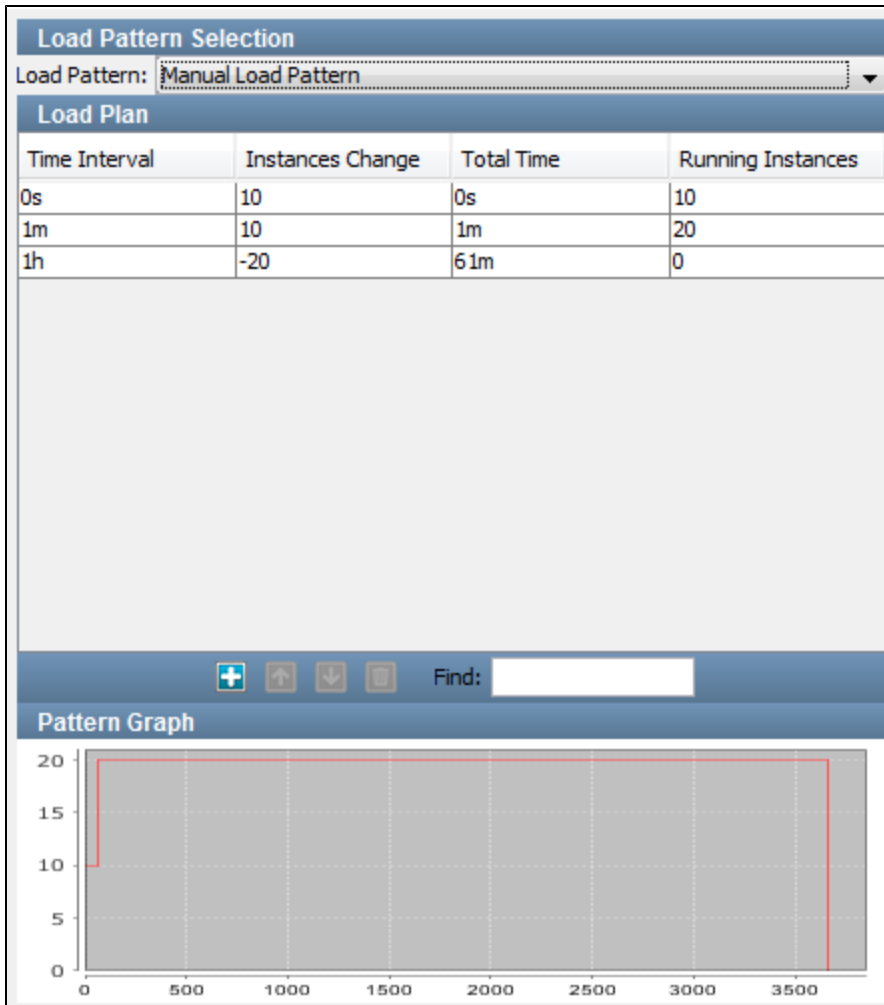 Load Pattern Selection
Load Pattern: Manual Load Pattern
Load Plan
Time Interval Instances Change Total Time Running Instances
0s 10 0s 10
1m 10 1m 20
1h -20 61m 0
Find:
Pattern Graph
20
15
10
5
0
0 500 1000 1500 2000 2500 3000 3500